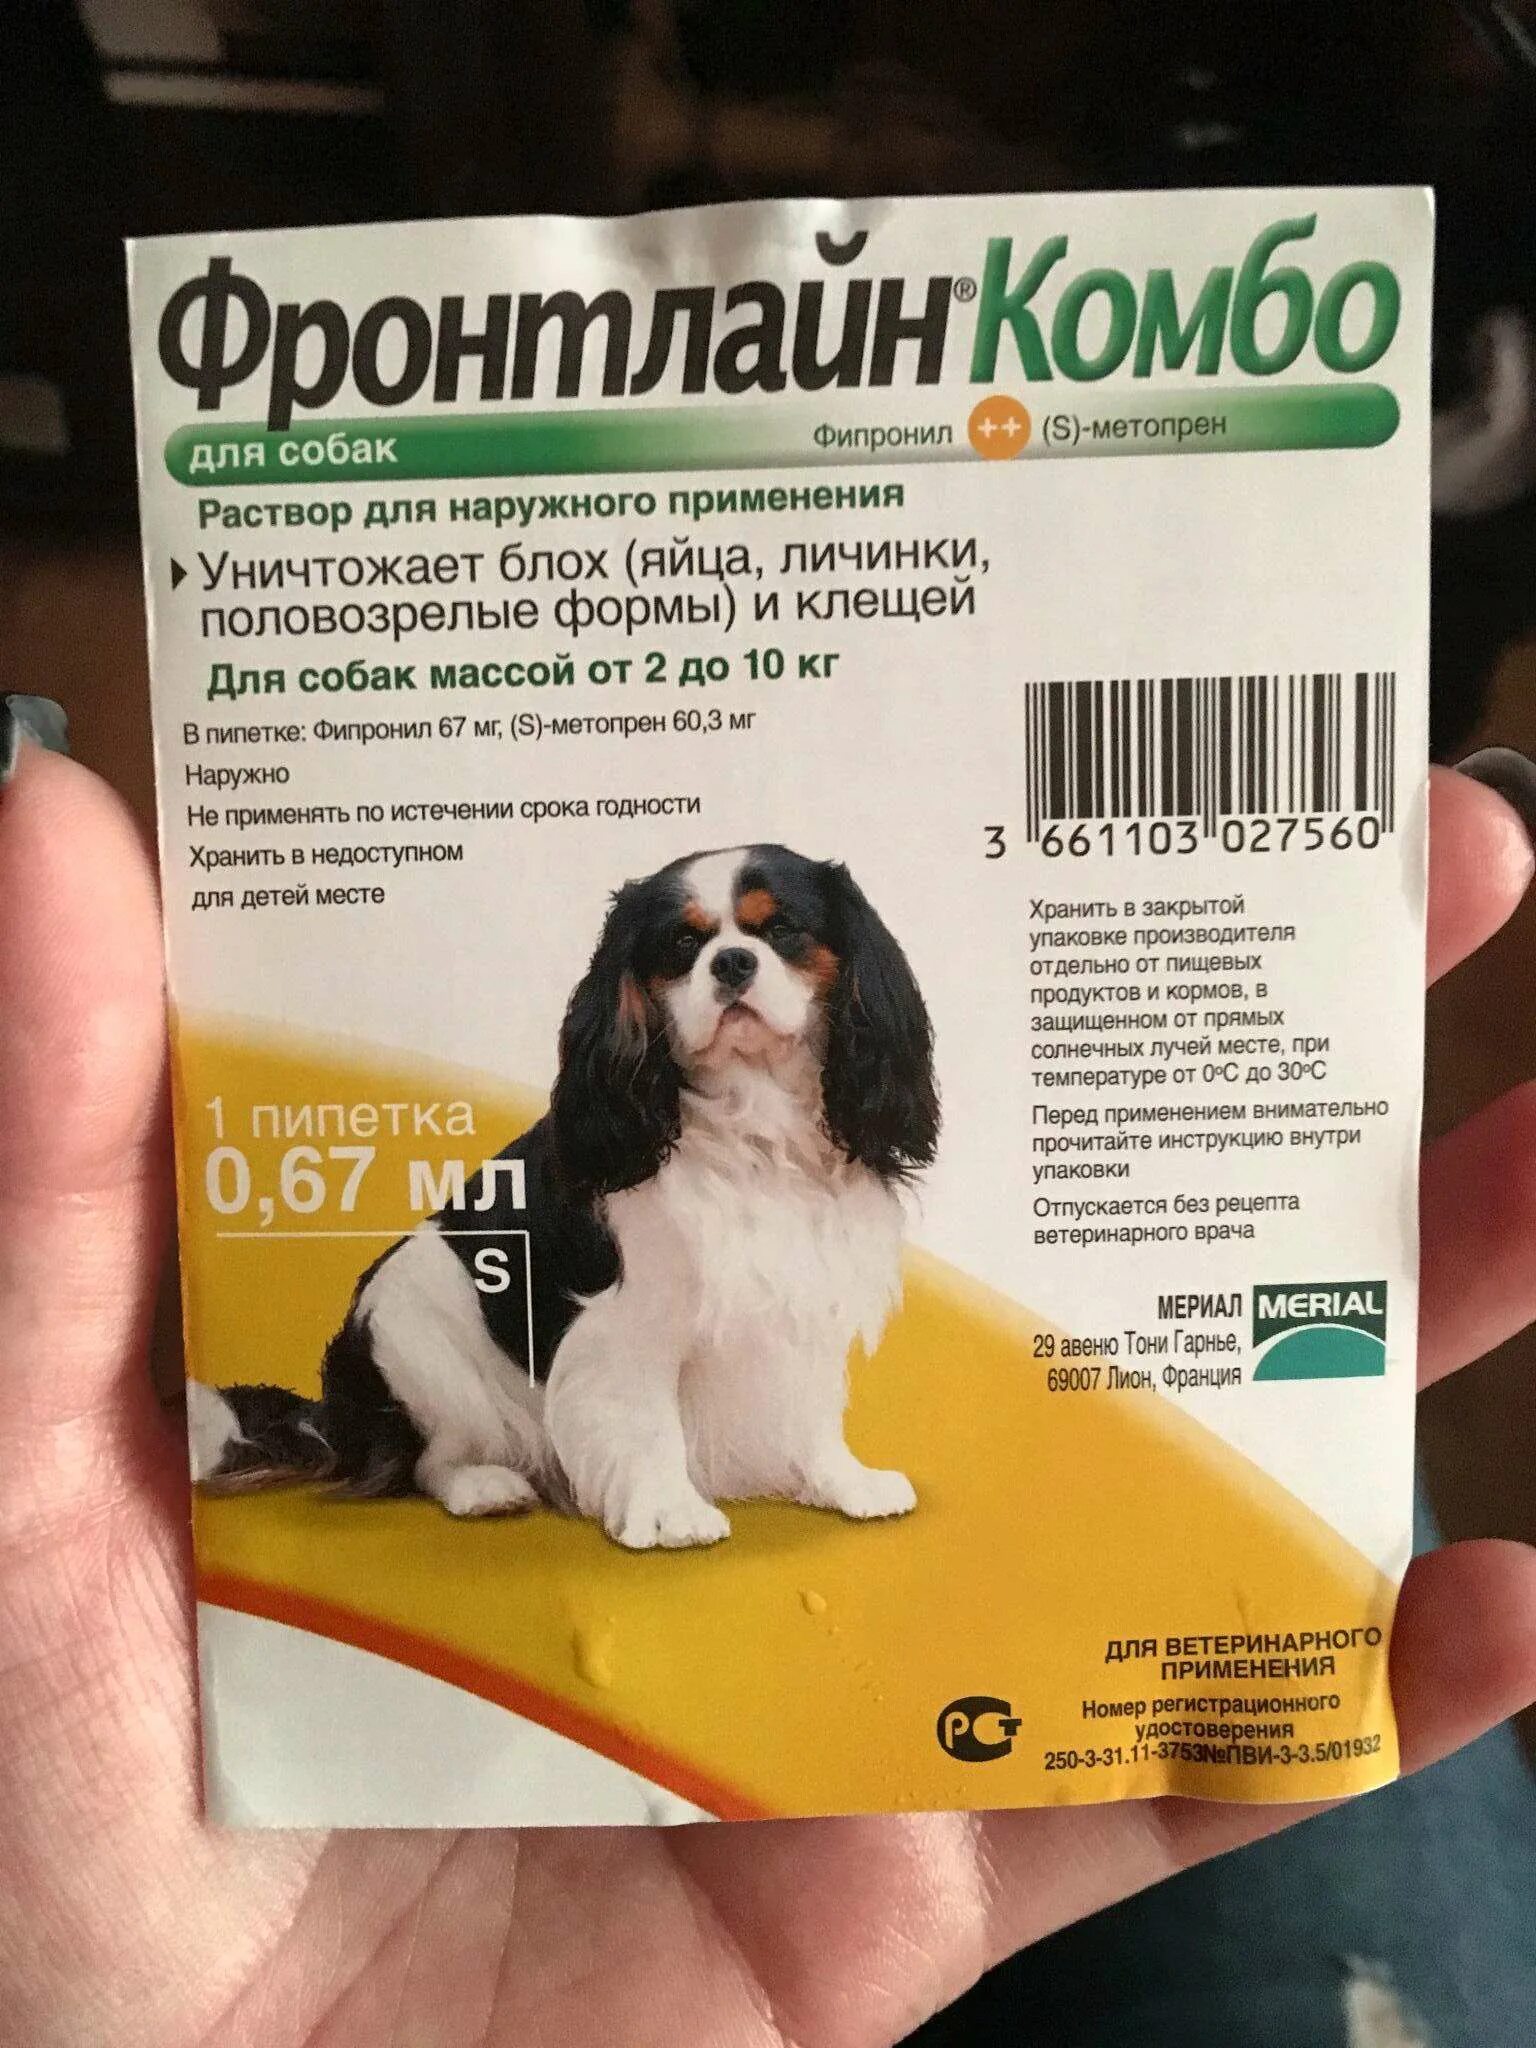 Фронтлайн® Комбо
для собак
Фипронил ++ (S)-метопрен
Раствор для наружного применения
Уничтожает блох (яйца, личинки,
половозрелые формы) и клещей
Для собак массой от 2 до 10 кг
В пипетке: Фипронил 67 мг, (S)-метопрен 60,3 мг
Наружно
Не применять по истечении срока годности
Хранить в недоступном
для детей месте
3 661103 027560
Хранить в закрытой
упаковке производителя
отдельно от пищевых
продуктов и кормов, в
защищенном от прямых
солнечных лучей месте, при
температуре от 0ºС до 30ºС
Перед применением внимательно
прочитайте инструкцию внутри
упаковки
Отпускается без рецепта
ветеринарного врача
1 пипетка
0,67 мл
S
МЕРИАЛ
29 авеню Тони Гарнье,
69007 Лион, Франция
MERIAL
ДЛЯ ВЕТЕРИНАРНОГО
ПРИМЕНЕНИЯ
РСТ
Номер регистрационного
удостоверения
250-3-31.11-3753№ПВИ-3-3.5/01932